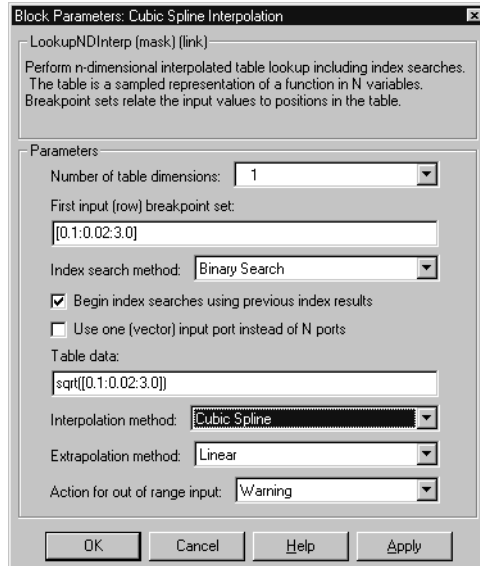 Block Parameters: Cubic Spline Interpolation
LookupNDInterp (mask) (link)
Perform n-dimensional interpolated table lookup including index searches.
The table is a sampled representation of a function in N variables.
Breakpoint sets relate the input values to positions in the table.
Parameters
Number of table dimensions: 1
First input (row) breakpoint set:
[0.1:0.02:3.0]
Index search method: Binary Search
Begin index searches using previous index results
Use one (vector) input port instead of N ports
Table data:
sqrt([0.1:0.02:3.0])
Interpolation method: Cubic Spline
Extrapolation method: Linear
Action for out of range input: Warning
OK Cancel Help Apply